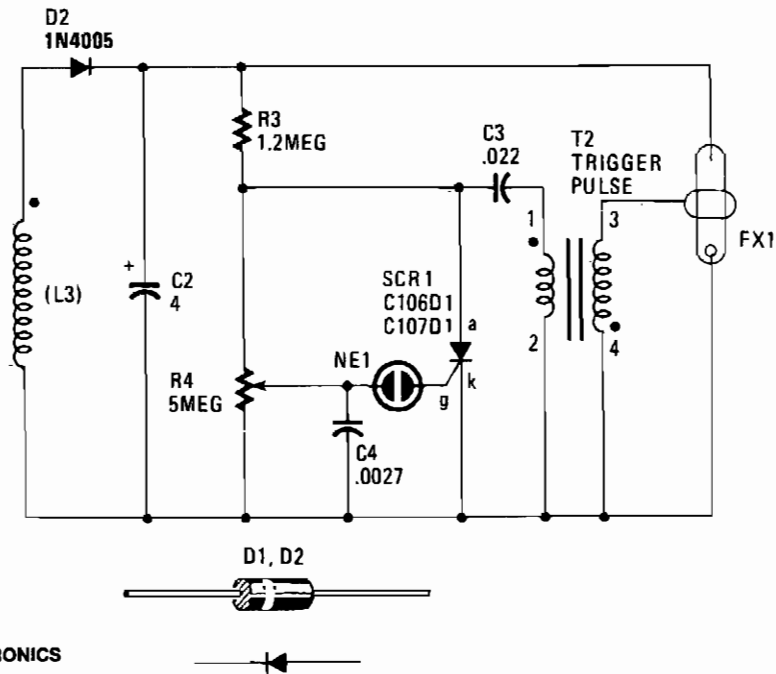 D2
1N4005
R3
1.2MEG
C3
.022
T2
TRIGGER
PULSE
1
3
FX1
(L3)
+
C2
4
SCR1
C106D1
C107D1
a
2
4
NE1
k
R4
5MEG
g
C4
.0027
D1, D2
RONICS